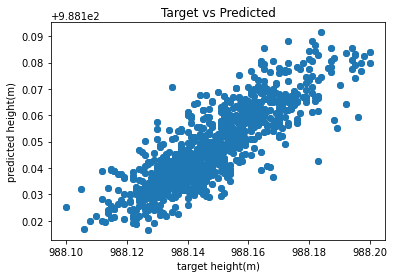 Target vs Predicted
+9.881e2
0.09
0.08
0.07
0.06
0.05
0.04
0.03
0.02
predicted height(m)
988.10 988.12 988.14 988.16 988.18 988.20
target height(m)